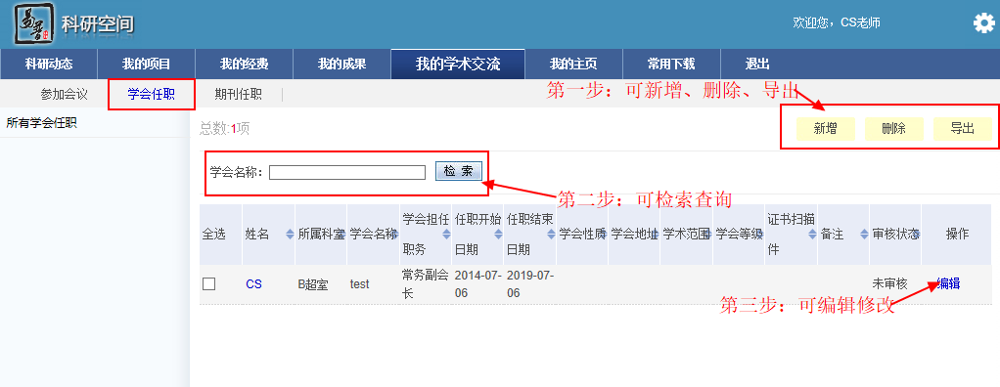 易普 科研空间
欢迎您，CS老师
科研动态 我的项目 我的经费 我的成果 我的学术交流 我的主页 常用下载 退出
参加会议 学会任职 期刊任职
第一步：可新增、删除、导出
所有学会任职
总数:1项
新增 删除 导出
学会名称： 检 索
第二步：可检索查询
全选 姓名 所属科室 学会名称 学会担任职务 任职开始日期 任职结束日期 学会性质 学会地址 学术范围 学会等级 证书扫描件 备注 审核状态 操作
CS B超室 test 常务副会长 2014-07-06 2019-07-06 未审核 编辑
第三步：可编辑修改